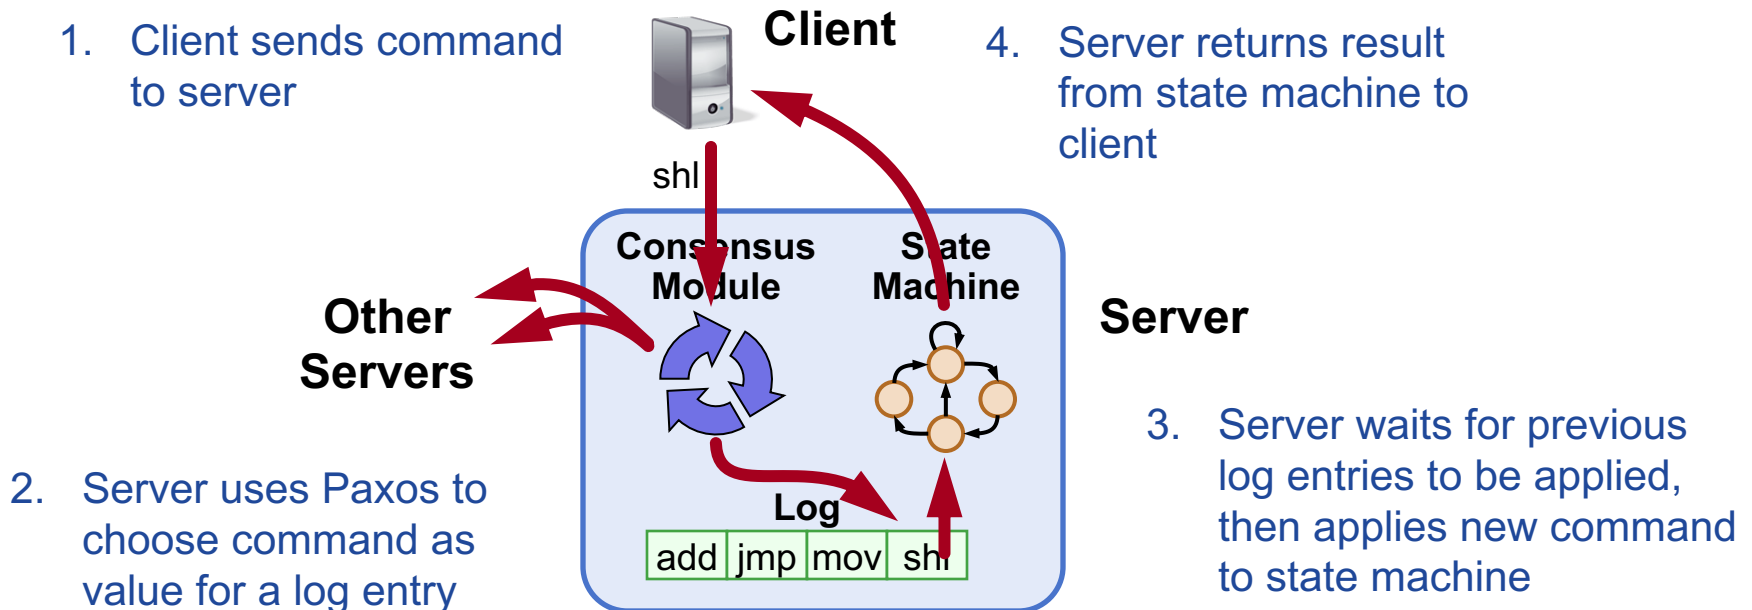 1. Client sends command
to server
Client
4. Server returns result
from state machine to
client
shl
Consensus
Module
State
Machine
Other
Servers
Server
2. Server uses Paxos to
choose command as
value for a log entry
Log
add jmp mov shl
3. Server waits for previous
log entries to be applied,
then applies new command
to state machine